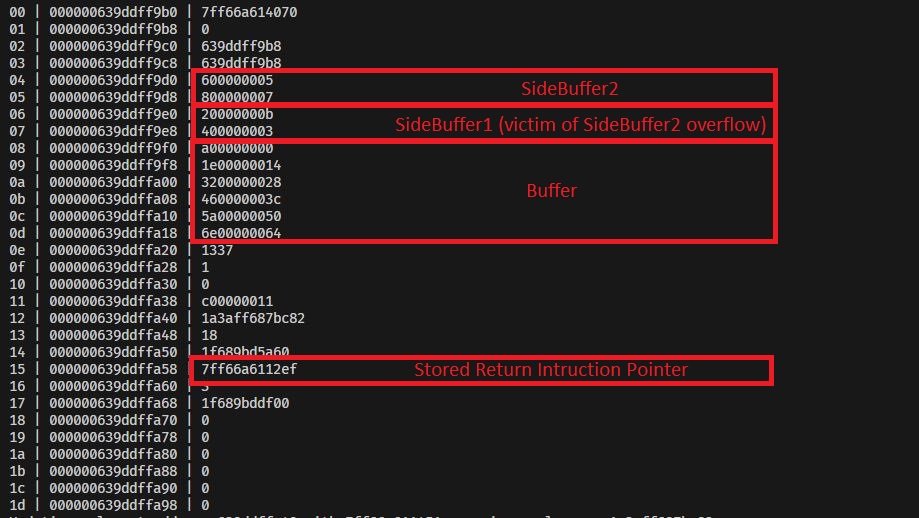 00 | 000000639ddff9b0 | 7ff66a614070
01 | 000000639ddff9b8 | 0
02 | 000000639ddff9c0 | 639ddff9b8
03 | 000000639ddff9c8 | 639ddff9b8
04 | 000000639ddff9d0 | 600000005
SideBuffer2
05 | 000000639ddff9d8 | 800000007
06 | 000000639ddff9e0 | 20000000b
SideBuffer1 (victim of SideBuffer2 overflow)
07 | 000000639ddff9e8 | 400000003
08 | 000000639ddff9f0 | a00000000
09 | 000000639ddff9f8 | 1e00000014
0a | 000000639ddffa00 | 3200000028
Buffer
0b | 000000639ddffa08 | 460000003c
0c | 000000639ddffa10 | 5a00000050
0d | 000000639ddffa18 | 6e00000064
0e | 000000639ddffa20 | 1337
0f | 000000639ddffa28 | 1
10 | 000000639ddffa30 | 0
11 | 000000639ddffa38 | c00000011
12 | 000000639ddffa40 | 1a3aff687bc82
13 | 000000639ddffa48 | 18
14 | 000000639ddffa50 | 1f689bd5a60
15 | 000000639ddffa58 | 7ff66a6112ef Stored Return Intruction Pointer
16 | 000000639ddffa60 |
17 | 000000639ddffa68 | 1f689bddf00
18 | 000000639ddffa70 | 0
19 | 000000639ddffa78 | 0
1a | 000000639ddffa80 | 0
1b | 000000639ddffa88 | 0
1c | 000000639ddffa90 | 0
1d | 000000639ddffa98 | 0